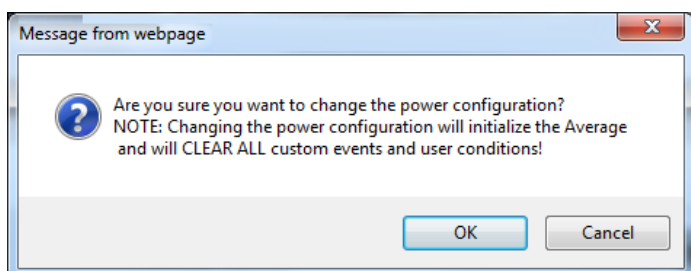 Message from webpage
Are you sure you want to change the power configuration?
NOTE: Changing the power configuration will initialize the Average
and will CLEAR ALL custom events and user conditions!
OK
Cancel